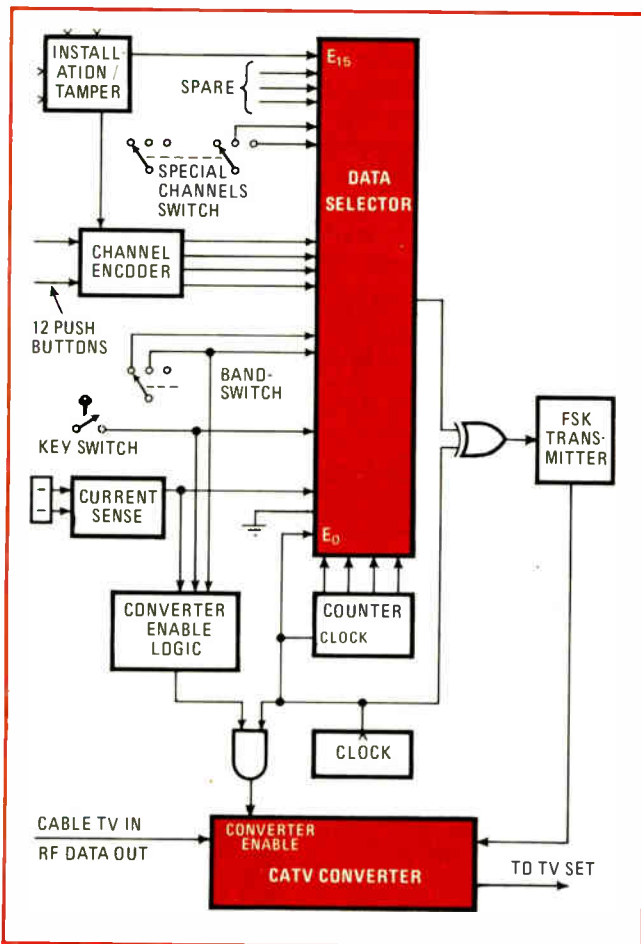 INSTALL-
ATION /
TAMPER
E15
SPARE
SPECIAL
CHANNELS
SWITCH
DATA
SELECTOR
CHANNEL
ENCODER
12 PUSH
BUTTONS
BAND-
SWITCH
KEY SWITCH
FSK
TRANS-
MITTER
CURRENT
SENSE
E0
CONVERTER
ENABLE
LOGIC
COUNTER
CLOCK
CLOCK
CABLE TV IN
RF DATA OUT
CONVERTER
ENABLE
CATV CONVERTER
TO TV SET